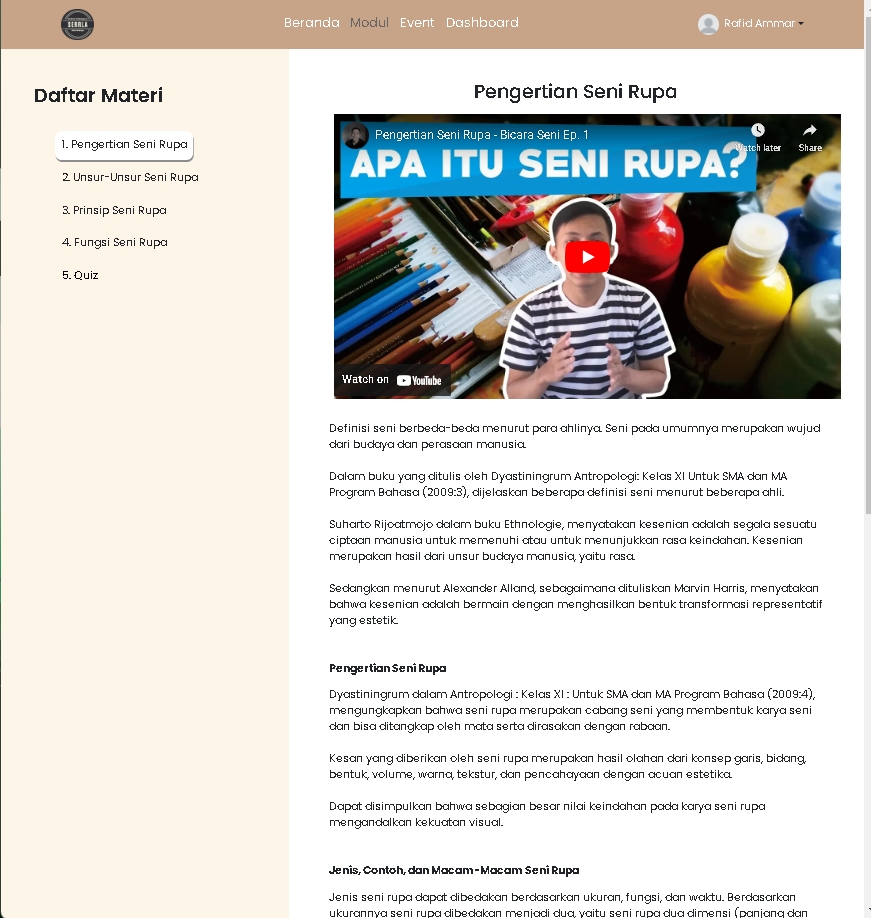 SERALA
Beranda Modul Event Dashboard
Rafid Ammar
Daftar Materi
1. Pengertian Seni Rupa
2. Unsur-Unsur Seni Rupa
3. Prinsip Seni Rupa
4. Fungsi Seni Rupa
5. Quiz
Pengertian Seni Rupa
Pengertian Seni Rupa - Bicara Seni Ep. 1
Watch later
Share
APA ITU SENI RUPA?
Watch on YouTube
Definisi seni berbeda-beda menurut para ahlinya. Seni pada umumnya merupakan wujud
dari budaya dan perasaan manusia.
Dalam buku yang ditulis oleh Dyastiningrum Antropologi: Kelas XI Untuk SMA dan MA
Program Bahasa (2009:3), dijelaskan beberapa definisi seni menurut beberapa ahli.
Suharto Rijoatmojo dalam buku Ethnologie, menyatakan kesenian adalah segala sesuatu
ciptaan manusia untuk memenuhi atau untuk menunjukkan rasa keindahan. Kesenian
merupakan hasil dari unsur budaya manusia, yaitu rasa.
Sedangkan menurut Alexander Alland, sebagaimana dituliskan Marvin Harris, menyatakan
bahwa kesenian adalah bermain dengan menghasilkan bentuk transformasi representatif
yang estetik.
Pengertian Seni Rupa
Dyastiningrum dalam Antropologi : Kelas XI : Untuk SMA dan MA Program Bahasa (2009:4),
mengungkapkan bahwa seni rupa merupakan cabang seni yang membentuk karya seni
dan bisa ditangkap oleh mata serta dirasakan dengan rabaan.
Kesan yang diberikan oleh seni rupa merupakan hasil olahan dari konsep garis, bidang,
bentuk, volume, warna, tekstur, dan pencahayaan dengan acuan estetika.
Dapat disimpulkan bahwa sebagian besar nilai keindahan pada karya seni rupa
mengandalkan kekuatan visual.
Jenis, Contoh, dan Macam-Macam Seni Rupa
Jenis seni rupa dapat dibedakan berdasarkan ukuran, fungsi, dan waktu. Berdasarkan
ukurannya seni rupa dibedakan menjadi dua, yaitu seni rupa dua dimensi (panjang dan